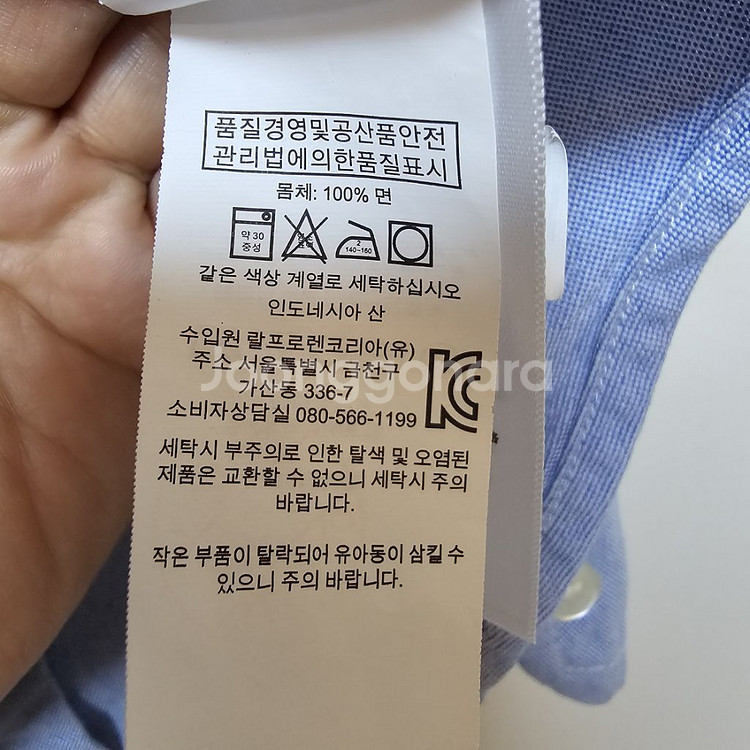 품질경영및공산품안전
관리법에의한품질표시
몸체: 100% 면
약 30
중성
2
140~160
같은 색상 계열로 세탁하십시오
인도네시아 산
수입원 랄프로렌코리아(유)
주소 서울특별시 금천구
가산동 336-7
소비자상담실 080-566-1199
세탁시 부주의로 인한 탈색 및 오염된
제품은 교환할 수 없으니 세탁시 주의
바랍니다.
작은 부품이 탈락되어 유아동이 삼킬 수
있으니 주의 바랍니다.
Joonggonara